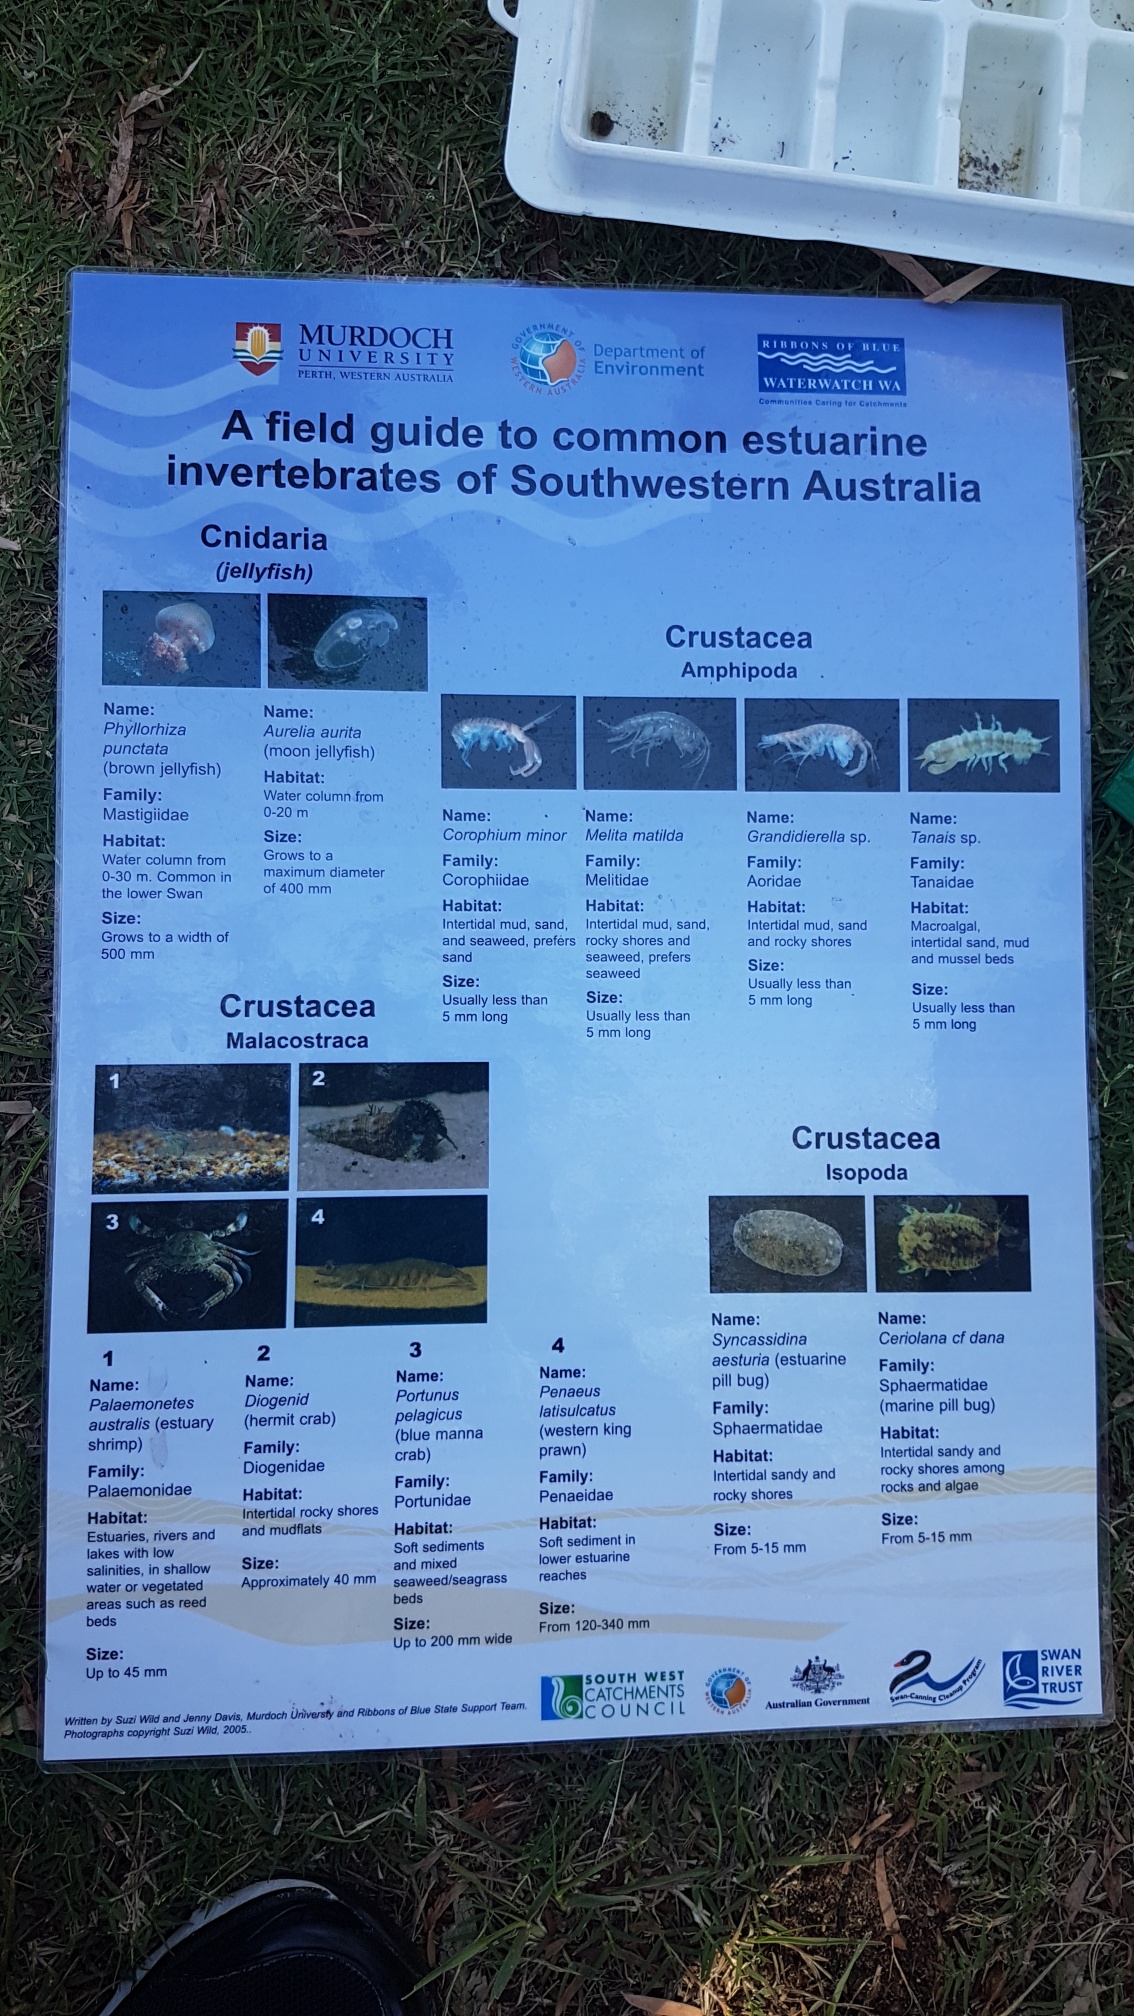 MURDOCH
UNIVERSITY
PERTH, WESTERN AUSTRALIA
GOVERNMENT OF
WESTERN AUSTRALIA
Department of
Environment
RIBBONS OF BLUE
WATERWATCH WA
Communities Caring for Catchments
A field guide to common estuarine
invertebrates of Southwestern Australia
Cnidaria
(jellyfish)
Name:
Phyllorhiza
punctata
(brown jellyfish)
Family:
Mastigiidae
Habitat:
Water column from
0-30 m. Common in
the lower Swan
Size:
Grows to a width of
500 mm
Name:
Aurelia aurita
(moon jellyfish)
Habitat:
Water column from
0-20 m
Size:
Grows to a
maximum diameter
of 400 mm
Crustacea
Amphipoda
Name:
Corophium minor
Family:
Corophiidae
Habitat:
Intertidal mud, sand,
and seaweed, prefers
sand
Size:
Usually less than
5 mm long
Name:
Melita matilda
Family:
Melitidae
Habitat:
Intertidal mud, sand,
rocky shores and
seaweed, prefers
seaweed
Size:
Usually less than
5 mm long
Name:
Grandidierella sp.
Family:
Aoridae
Habitat:
Intertidal mud, sand
and rocky shores
Size:
Usually less than
5 mm long
Name:
Tanais sp.
Family:
Tanaidae
Habitat:
Macroalgal,
intertidal sand, mud
and mussel beds
Size:
Usually less than
5 mm long
Crustacea
Malacostraca
1
2
3
4
1
Name:
Palaemonetes
australis (estuary
shrimp)
Family:
Palaemonidae
Habitat:
Estuaries, rivers and
lakes with low
salinities, in shallow
water or vegetated
areas such as reed
beds
Size:
Up to 45 mm
2
Name:
Diogenid
(hermit crab)
Family:
Diogenidae
Habitat:
Intertidal rocky shores
and mudflats
Size:
Approximately 40 mm
3
Name:
Portunus
pelagicus
(blue manna
crab)
Family:
Portunidae
Habitat:
Soft sediments
and mixed
seaweed/seagrass
beds
Size:
Up to 200 mm wide
4
Name:
Penaeus
latisulcatus
(western king
prawn)
Family:
Penaeidae
Habitat:
Soft sediment in
lower estuarine
reaches
Size:
From 120-340 mm
Crustacea
Isopoda
Name:
Syncassidina
aesturia (estuarine
pill bug)
Family:
Sphaermatidae
Habitat:
Intertidal sandy and
rocky shores
Size:
From 5-15 mm
Name:
Ceriolana cf dana
Family:
Sphaermatidae
(marine pill bug)
Habitat:
Intertidal sandy and
rocky shores among
rocks and algae
Size:
From 5-15 mm
Written by Suzi Wild and Jenny Davis, Murdoch University and Ribbons of Blue State Support Team.
Photographs copyright Suzi Wild, 2005..
SOUTH WEST
CATCHMENTS
COUNCIL
GOVERNMENT OF
WESTERN AUSTRALIA
Australian Government
Swan-Canning Cleanup Program
SWAN
RIVER
TRUST